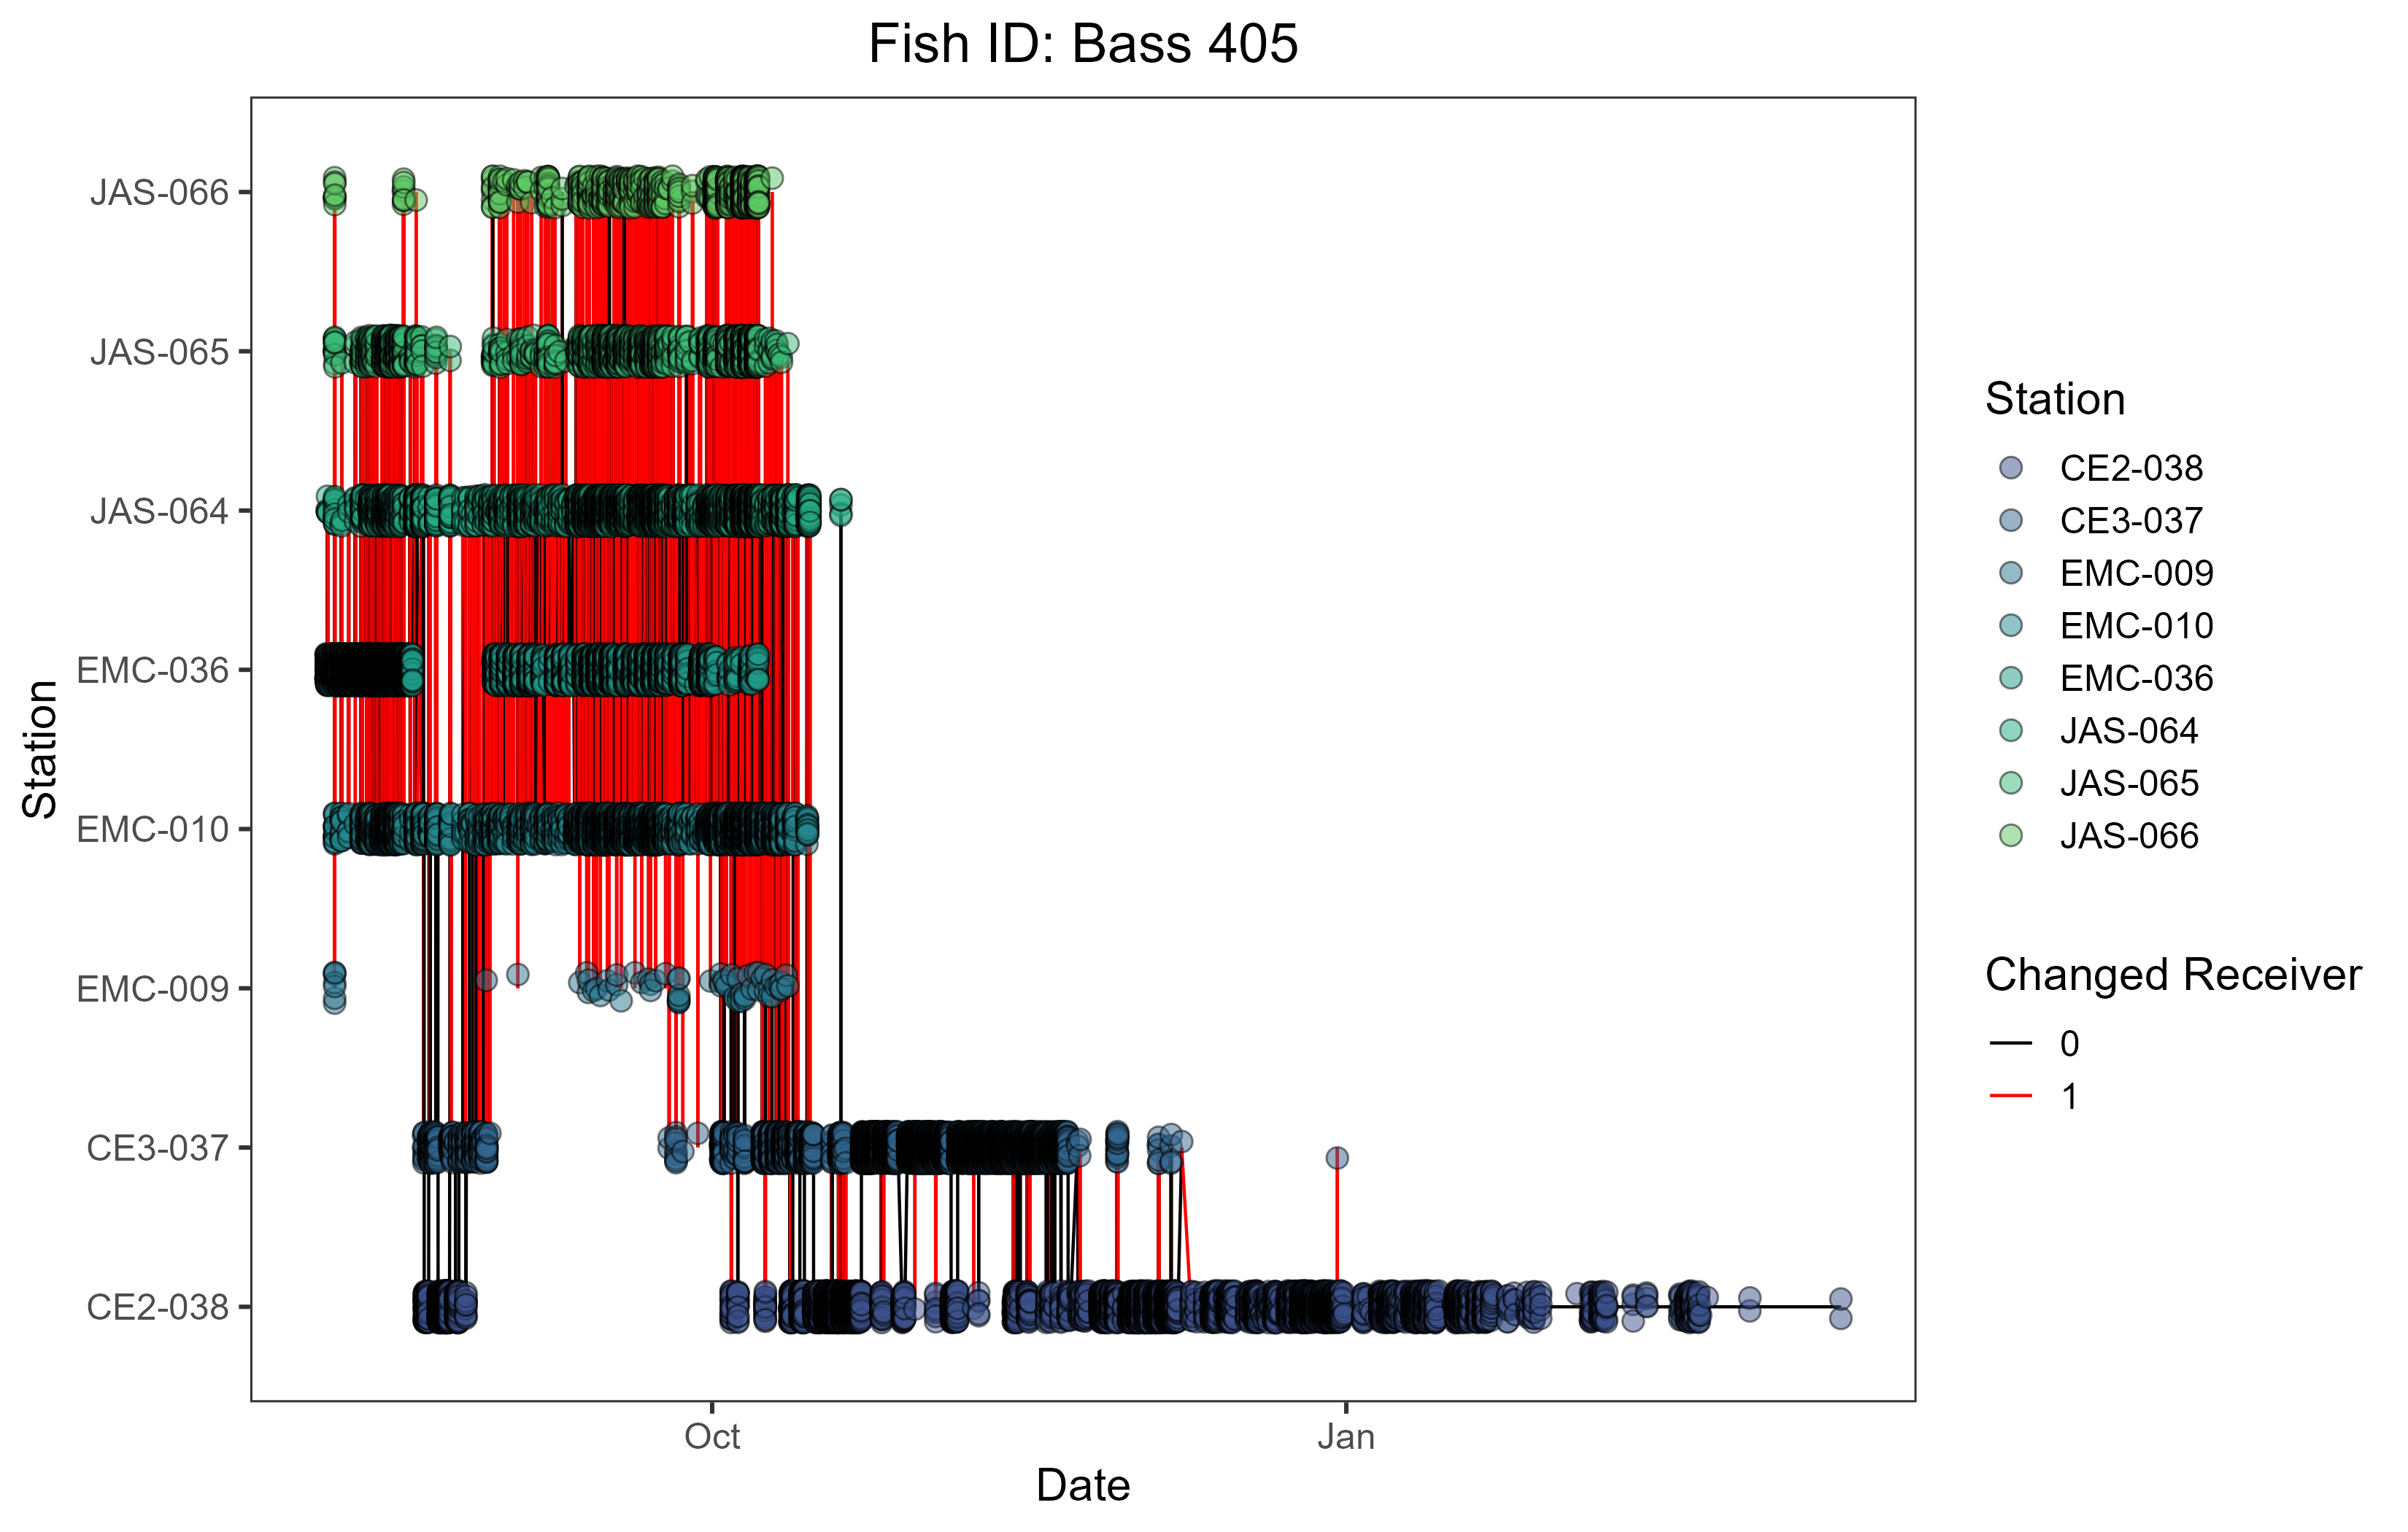 Fish ID: Bass 405
Station
JAS-066
JAS-065
JAS-064
EMC-036
EMC-010
EMC-009
CE3-037
CE2-038
Oct
Jan
Date
Station
CE2-038
CE3-037
EMC-009
EMC-010
EMC-036
JAS-064
JAS-065
JAS-066
Changed Receiver
0
1